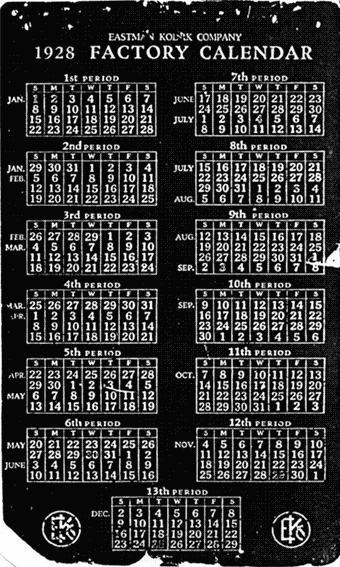 EASTMAN KODAK COMPANY
1928 FACTORY CALENDAR
1st PERIOD
S M T W T F S
JAN. 1 2 3 4 5 6 7
8 9 10 11 12 13 14
15 16 17 18 19 20 21
22 23 24 25 26 27 28
2nd PERIOD
S M T W T F S
JAN. 29 30 31 1 2 3 4
FEB. 5 6 7 8 9 10 11
12 13 14 15 16 17 18
19 20 21 22 23 24 25
3rd PERIOD
S M T W T F S
FEB. 26 27 28 29 1 2 3
MAR. 4 5 6 7 8 9 10
11 12 13 14 15 16 17
18 19 20 21 22 23 24
4th PERIOD
S M T W T F S
MAR. 25 26 27 28 29 30 31
APR. 1 2 3 4 5 6 7
8 9 10 11 12 13 14
15 16 17 18 19 20 21
5th PERIOD
S M T W T F S
APR. 22 23 24 25 26 27 28
29 30 1 2 3 4 5
MAY 6 7 8 9 10 11 12
13 14 15 16 17 18 19
6th PERIOD
S M T W T F S
MAY 20 21 22 23 24 25 26
27 28 29 30 31 1 2
JUNE 3 4 5 6 7 8 9
10 11 12 13 14 15 16
7th PERIOD
S M T W T F S
JUNE 17 18 19 20 21 22 23
24 25 26 27 28 29 30
JULY 1 2 3 4 5 6 7
8 9 10 11 12 13 14
8th PERIOD
S M T W T F S
JULY 15 16 17 18 19 20 21
22 23 24 25 26 27 28
29 30 31 1 2 3 4
AUG. 5 6 7 8 9 10 11
9th PERIOD
S M T W T F S
AUG. 12 13 14 15 16 17 18
19 20 21 22 23 24 25
26 27 28 29 30 31 1
SEP. 2 3 4 5 6 7 8
10th PERIOD
S M T W T F S
SEP. 9 10 11 12 13 14 15
16 17 18 19 20 21 22
23 24 25 26 27 28 29
30 1 2 3 4 5 6
11th PERIOD
S M T W T F S
OCT. 7 8 9 10 11 12 13
14 15 16 17 18 19 20
21 22 23 24 25 26 27
28 29 30 31 1 2 3
12th PERIOD
S M T W T F S
NOV. 4 5 6 7 8 9 10
11 12 13 14 15 16 17
18 19 20 21 22 23 24
25 26 27 28 29 30 1
13th PERIOD
S M T W T F S
DEC. 2 3 4 5 6 7 8
9 10 11 12 13 14 15
16 17 18 19 20 21 22
23 24 25 26 27 28 29
EKC EKC